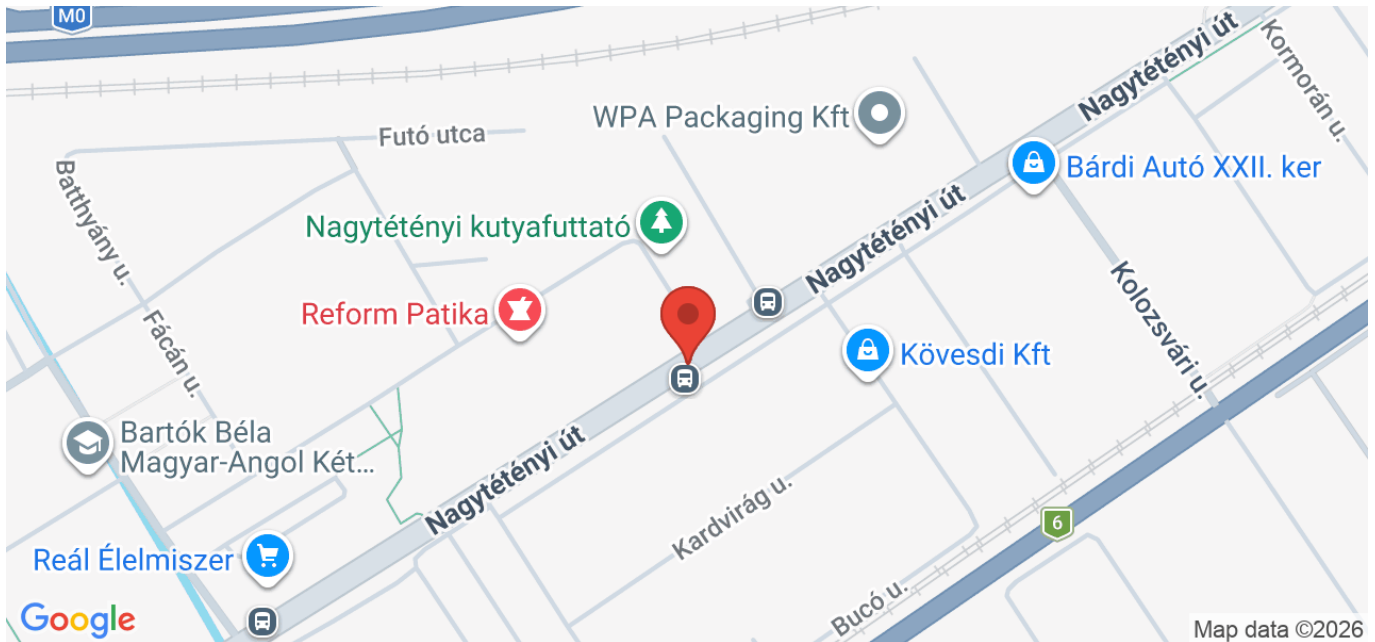 M0
Kormorán u.
Nagytétényi út
WPA Packaging Kft
Futó utca
Bárdi Autó XXII. ker
Batthyány u.
Nagytétényi kutyafuttató
Nagytétényi út
Kolozsvári u.
Reform Patika
Fácán u.
Kövesdi Kft
Bartók Béla
Magyar-Angol Két...
Nagytétényi út
Kardvirág u.
6
Reál Élelmiszer
Bucó u.
Google
Map data ©2026